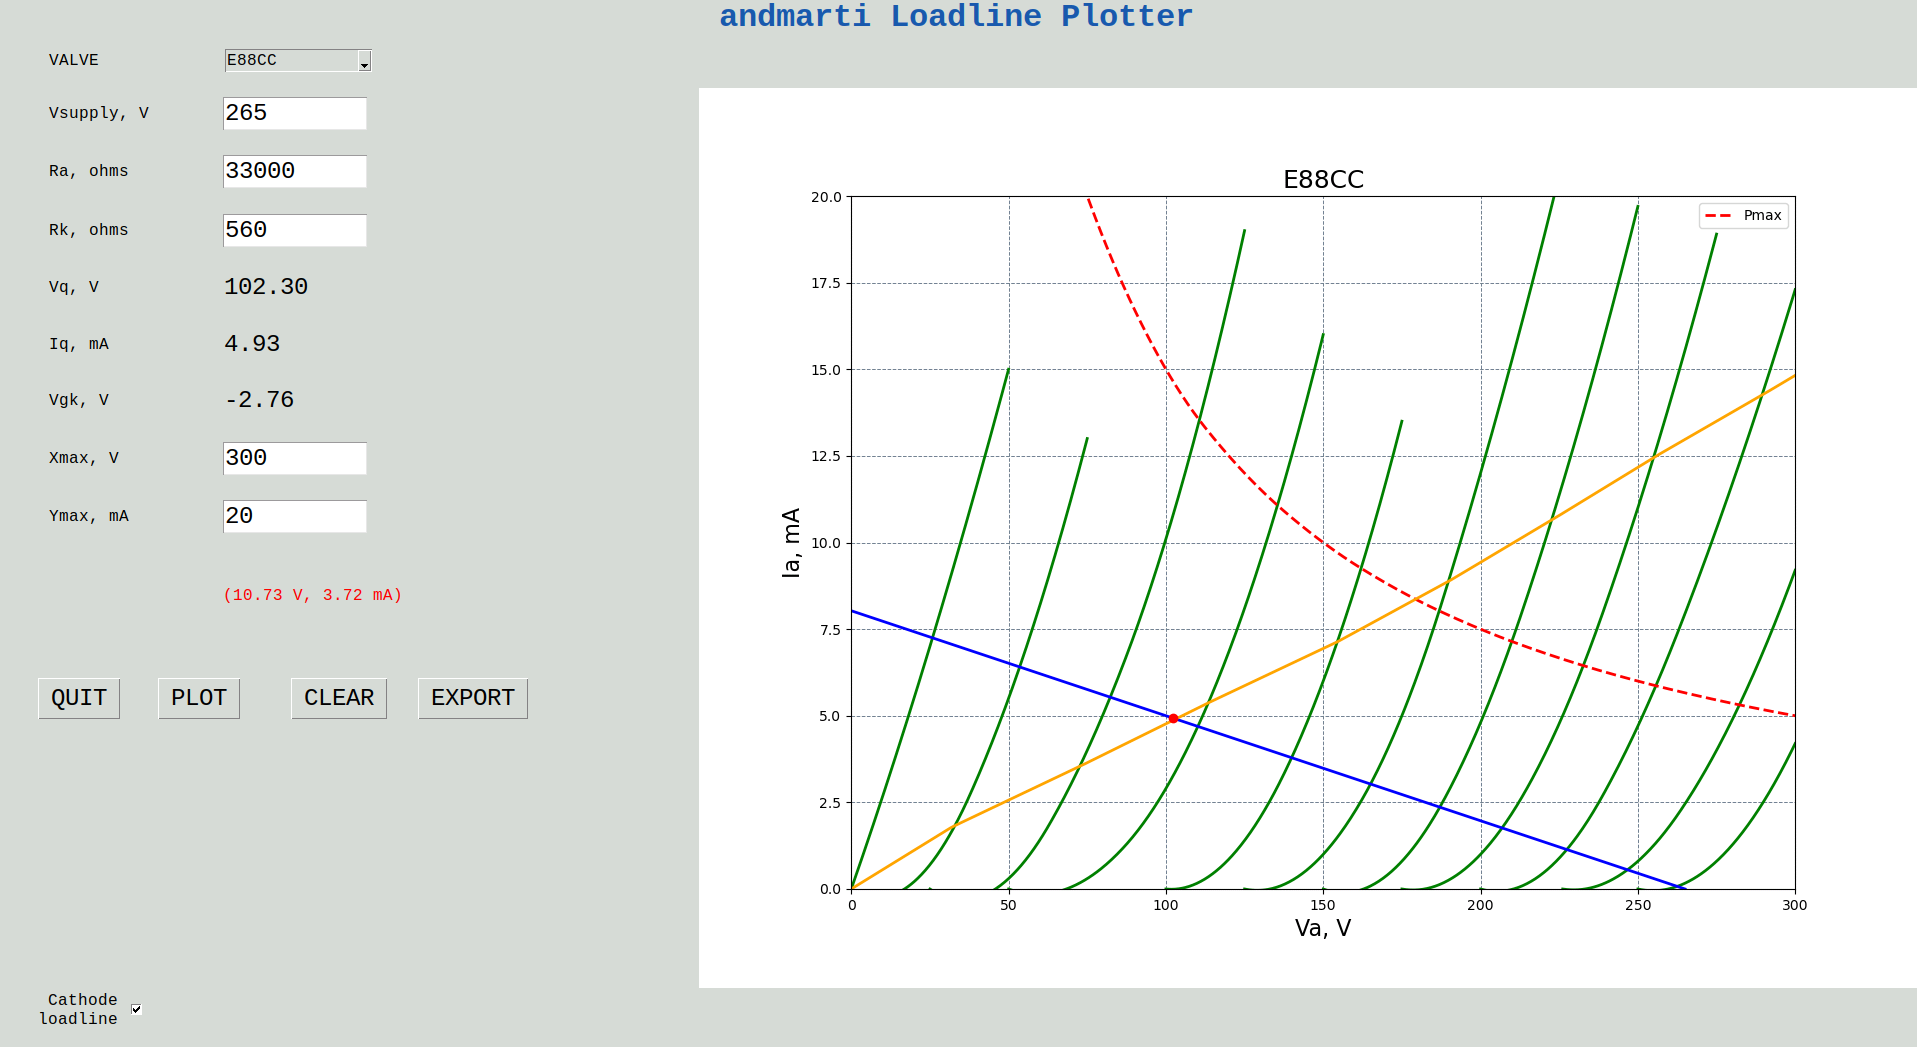 andmarti Loadline Plotter
VALVE E88CC
Vsupply, V 265
Ra, ohms 33000
Rk, ohms 560
Vq, V 102.30
Iq, mA 4.93
Vgk, V -2.76
Xmax, V 300
Ymax, mA 20
(10.73 V, 3.72 mA)
QUIT PLOT CLEAR EXPORT
Cathode
loadline
E88CC
Pmax
20.0
17.5
15.0
12.5
10.0
7.5
5.0
2.5
0.0
Ia, mA
0 50 100 150 200 250 300
Va, V